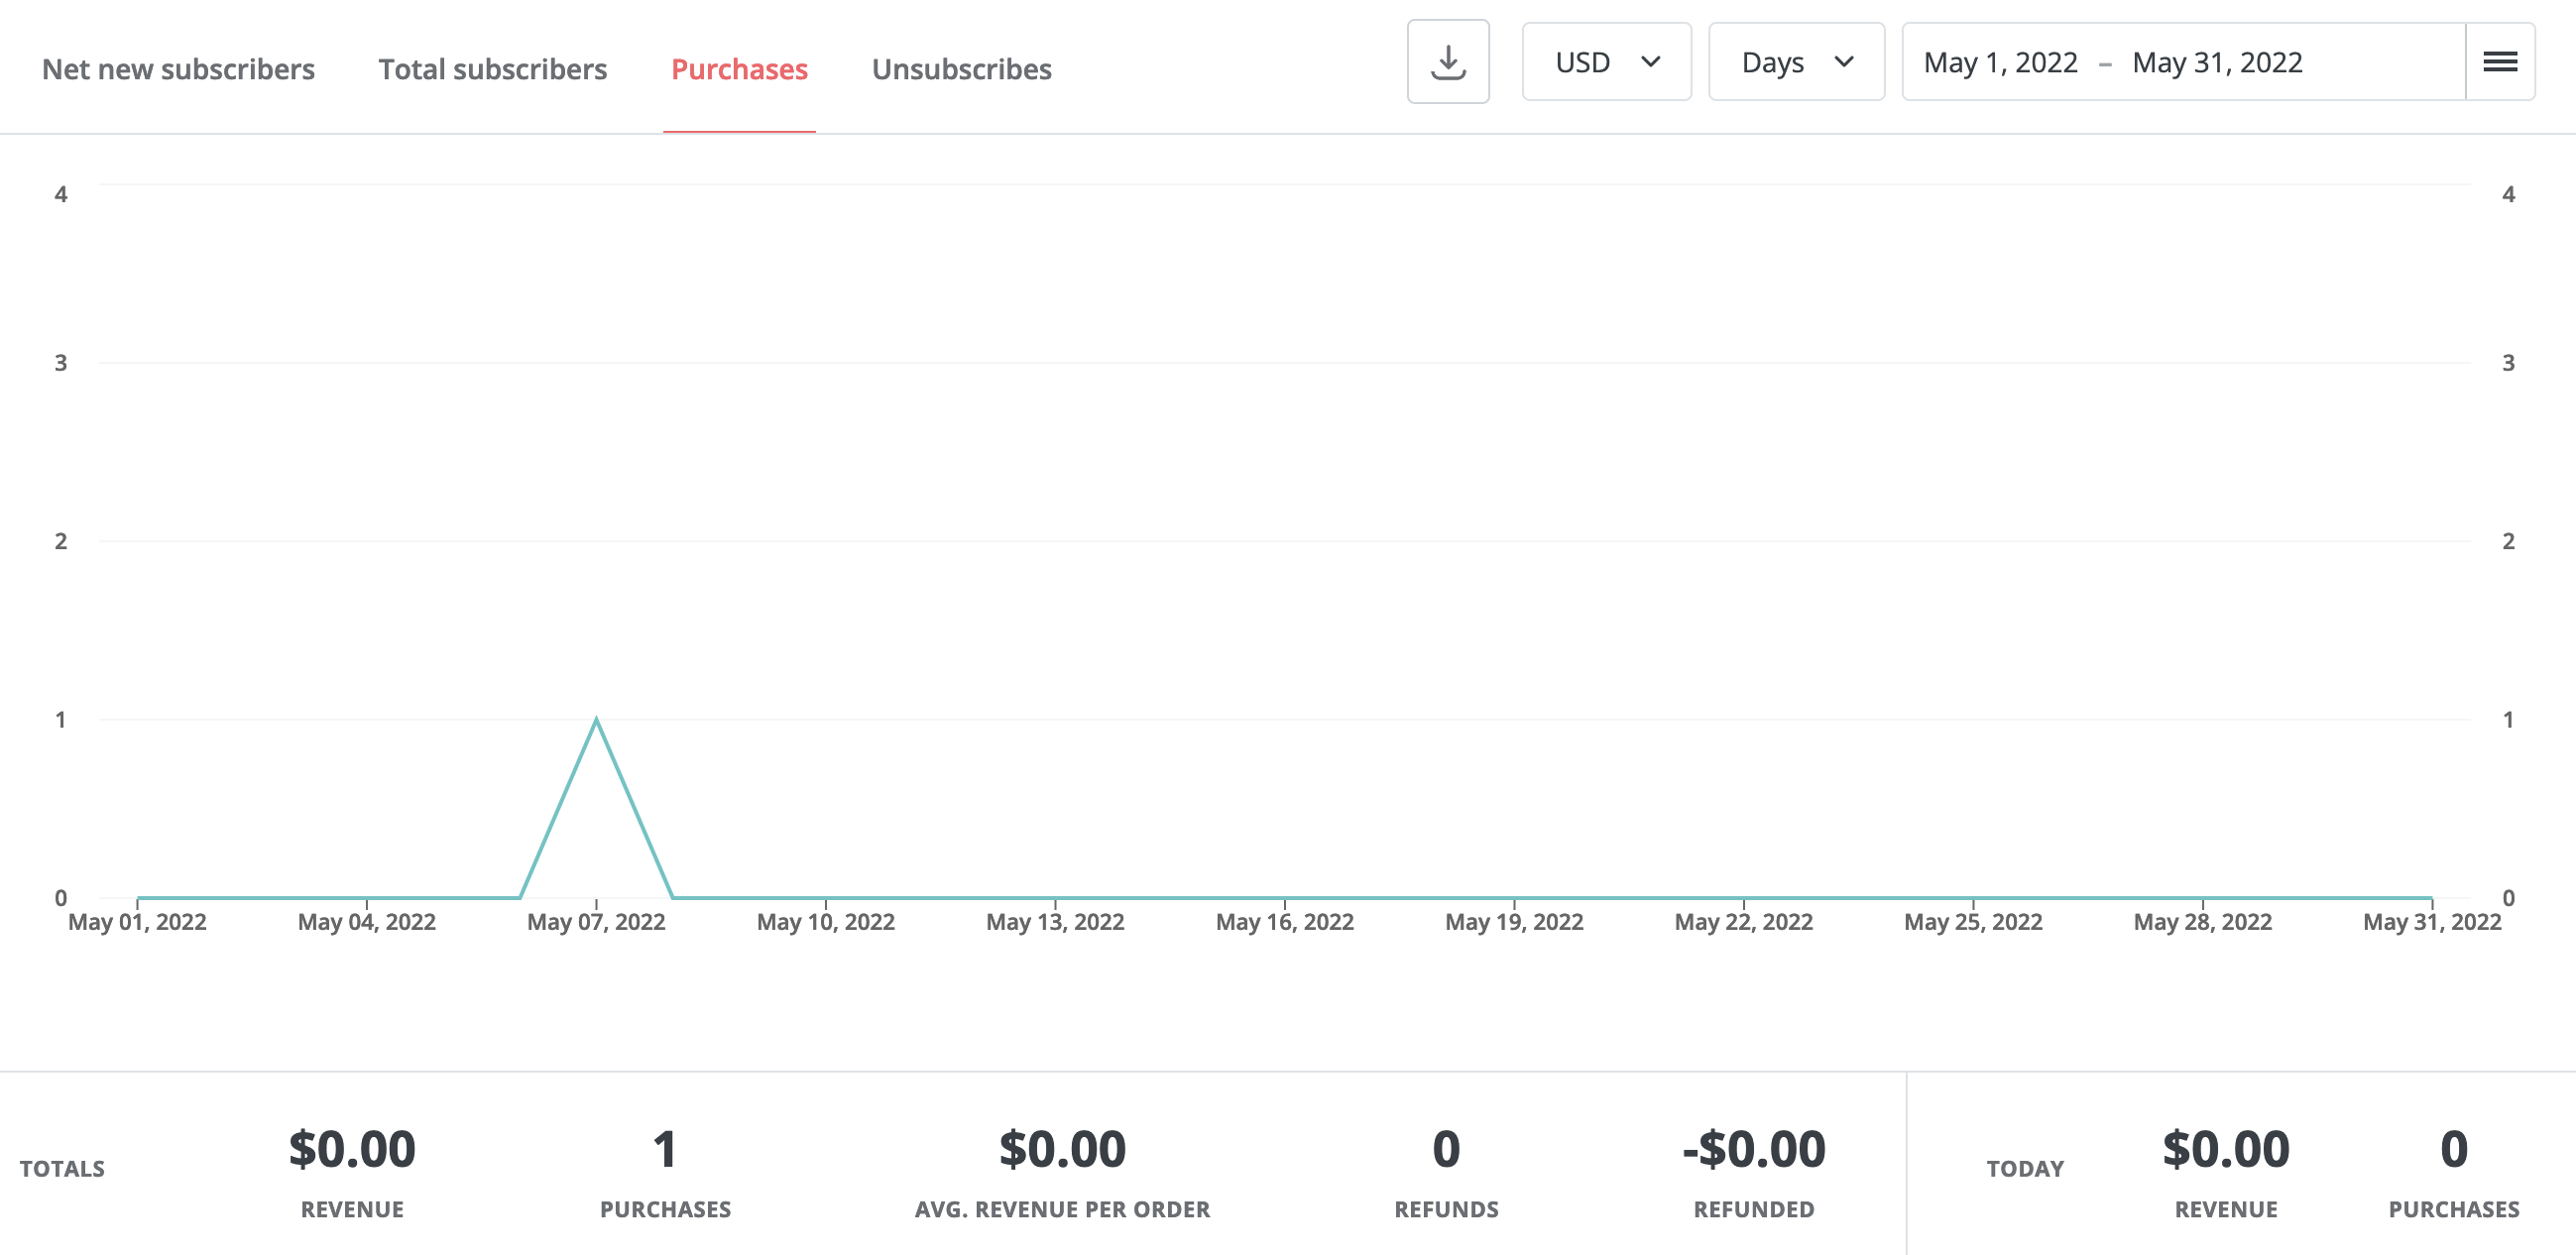 Net new subscribers Total subscribers Purchases Unsubscribes USD Days May 1, 2022 – May 31, 2022
4 4
3 3
2 2
1 1
0 0
May 01, 2022 May 04, 2022 May 07, 2022 May 10, 2022 May 13, 2022 May 16, 2022 May 19, 2022 May 22, 2022 May 25, 2022 May 28, 2022 May 31, 2022
$0.00 1 $0.00 0 -$0.00 $0.00 0
TOTALS TODAY
REVENUE PURCHASES AVG. REVENUE PER ORDER REFUNDS REFUNDED REVENUE PURCHASES